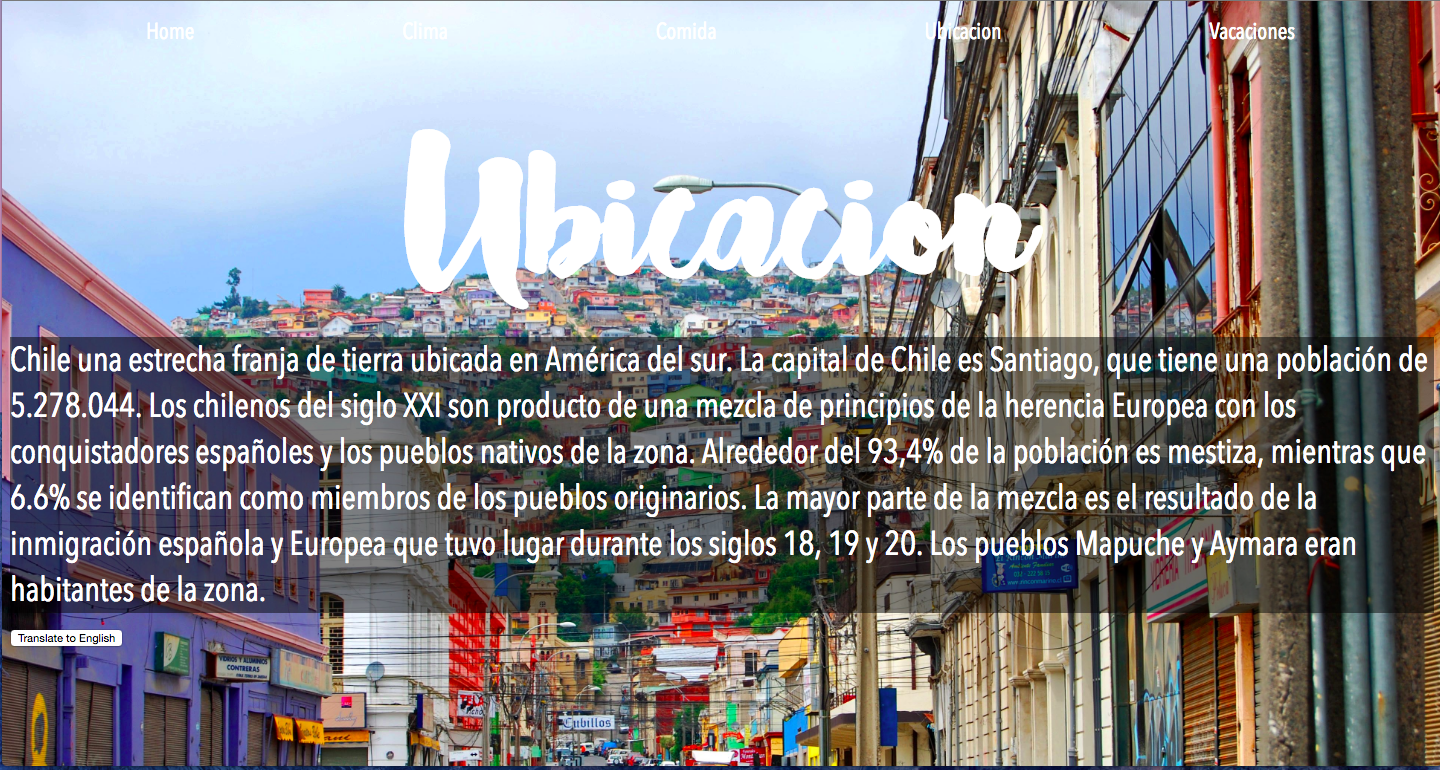 Home Clima Comida Ubicacion Vacaciones
Ubicacion
Chile una estrecha franja de tierra ubicada en América del sur. La capital de Chile es Santiago, que tiene una población de
5.278.044. Los chilenos del siglo XXI son producto de una mezcla de principios de la herencia Europea con los
conquistadores españoles y los pueblos nativos de la zona. Alrededor del 93,4% de la población es mestiza, mientras que
6.6% se identifican como miembros de los pueblos originarios. La mayor parte de la mezcla es el resultado de la
inmigración española y Europea que tuvo lugar durante los siglos 18, 19 y 20. Los pueblos Mapuche y Aymara eran
habitantes de la zona.
Translate to English
VIDRIOS Y ALUMINIOS
CONTRERAS
Cubillos